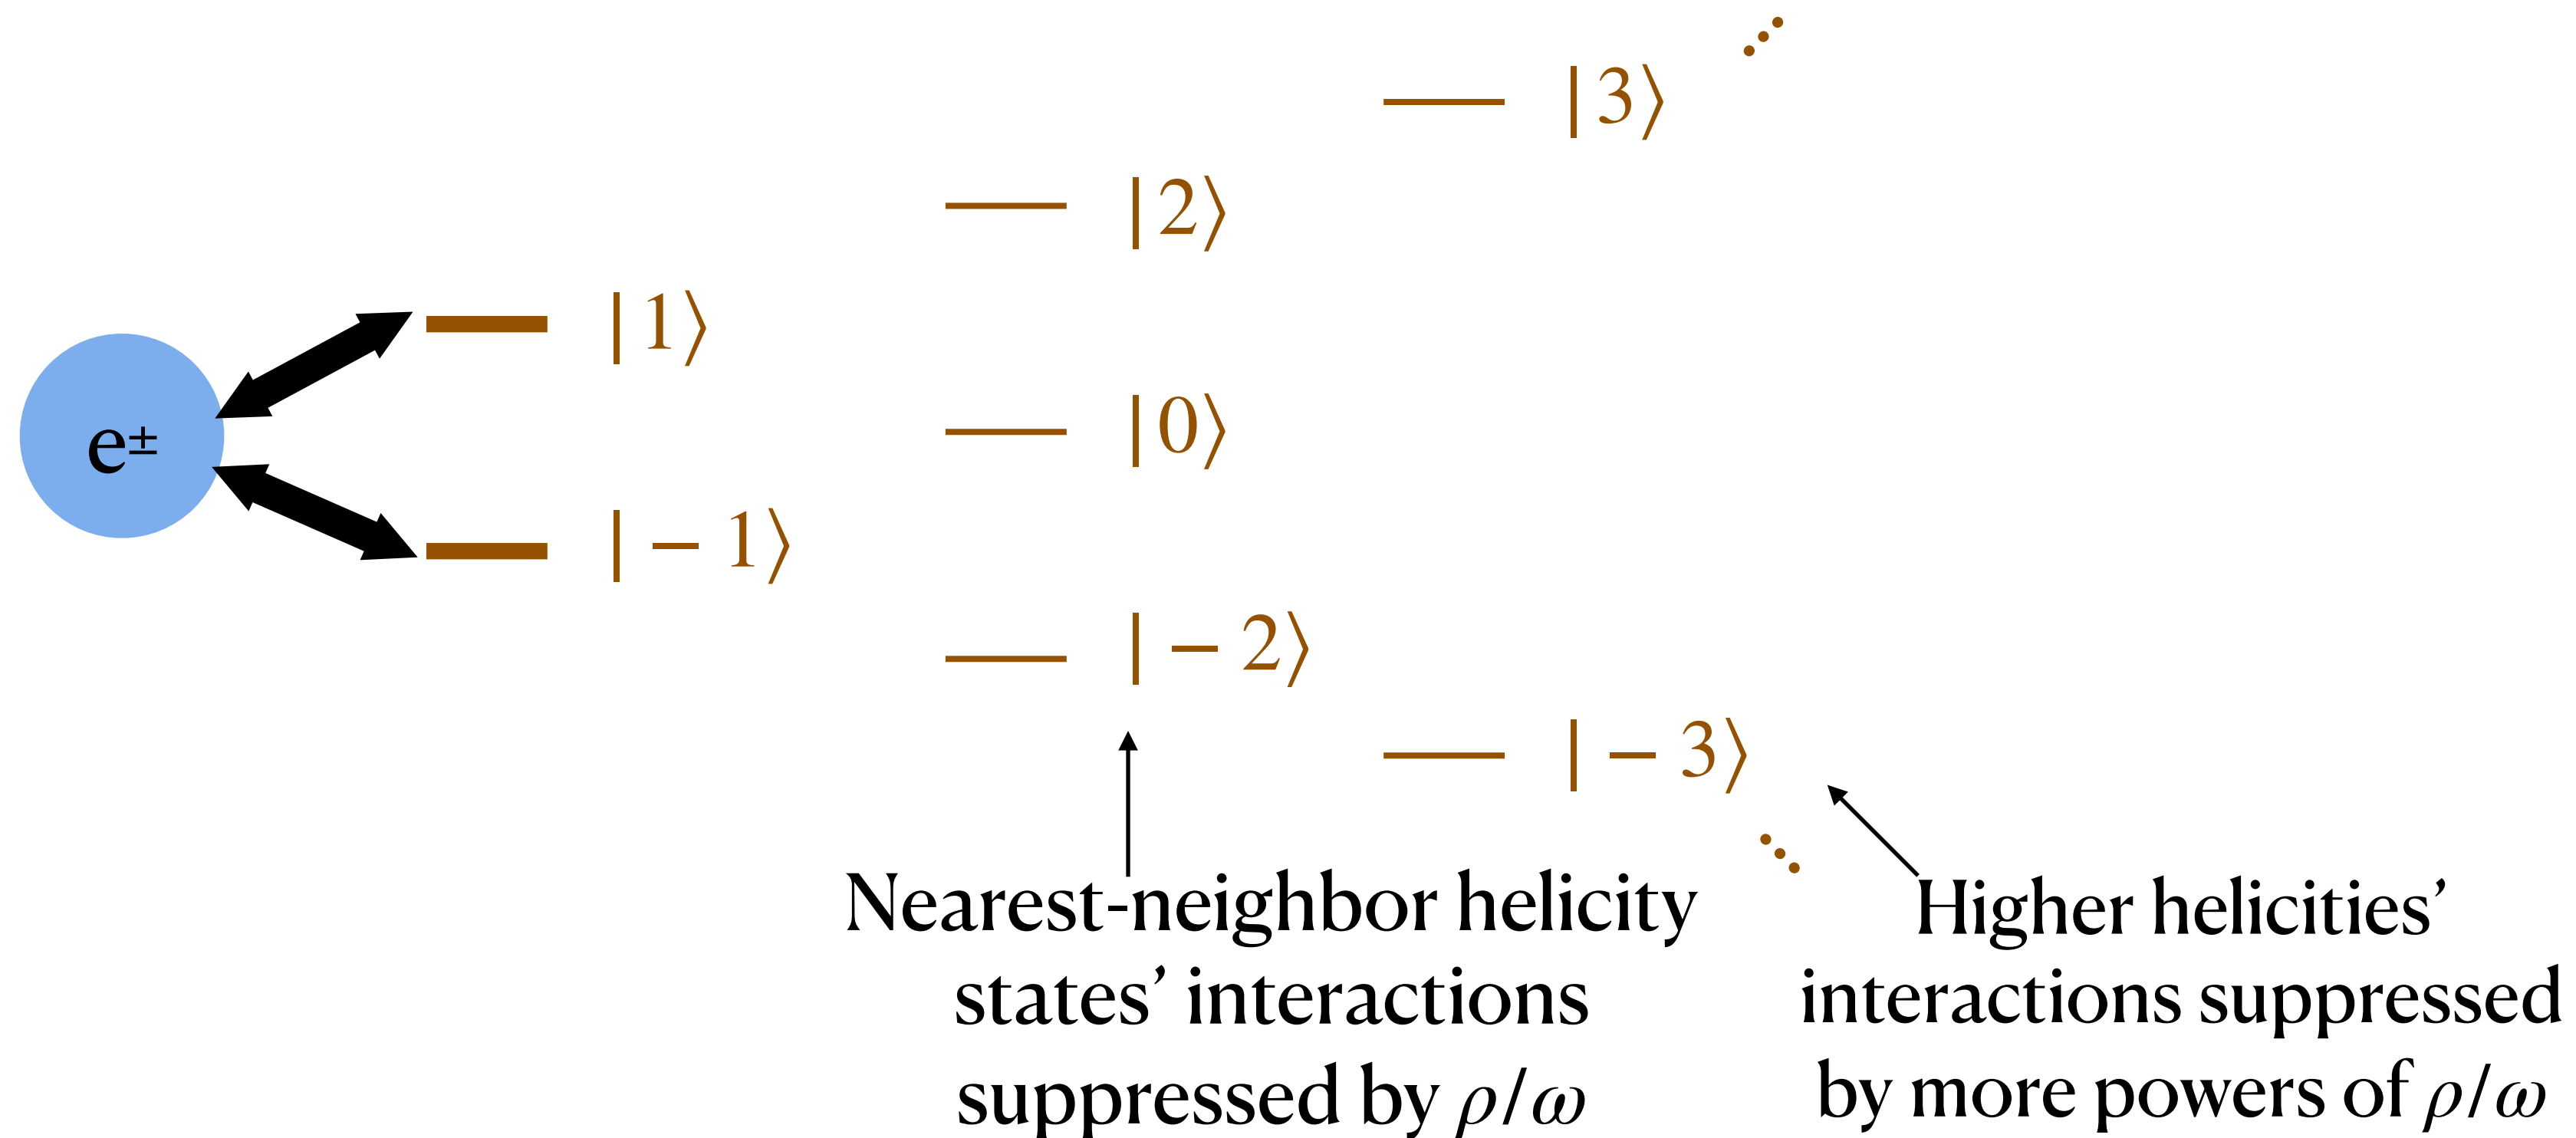 |3⟩
|2⟩
|1⟩
|0⟩
e±
|−1⟩
|−2⟩
|−3⟩
Nearest-neighbor helicity
states’ interactions
suppressed by ρ/ω
Higher helicities’
interactions suppressed
by more powers of ρ/ω